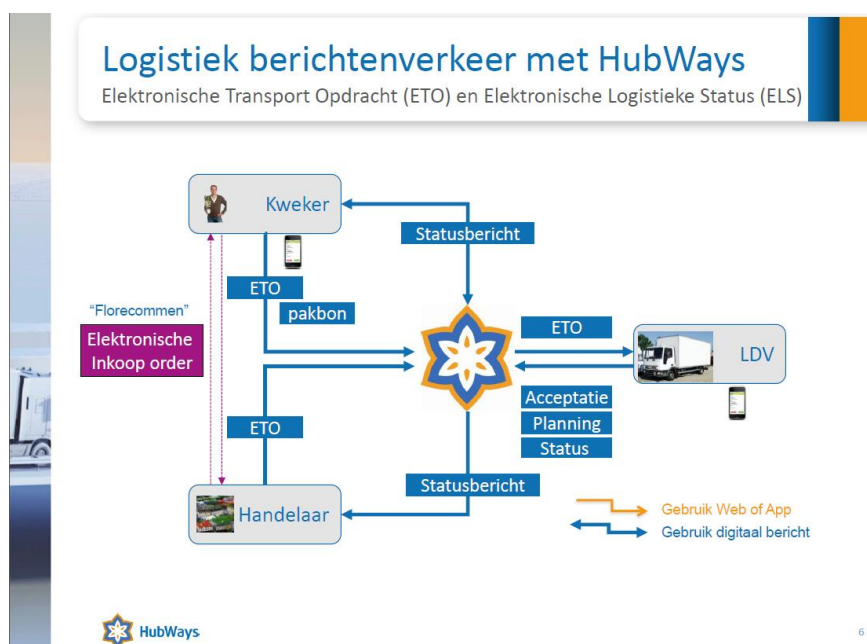 Logistiek berichtenverkeer met HubWays
Elektronische Transport Opdracht (ETO) en Elektronische Logistieke Status (ELS)
Kweker
Statusbericht
ETO
pakbon
"Florecommen"
Elektronische
Inkoop order
ETO
LDV
Acceptatie
Planning
Status
ETO
Statusbericht
Handelaar
Gebruik Web of App
Gebruik digitaal bericht
HubWays
6